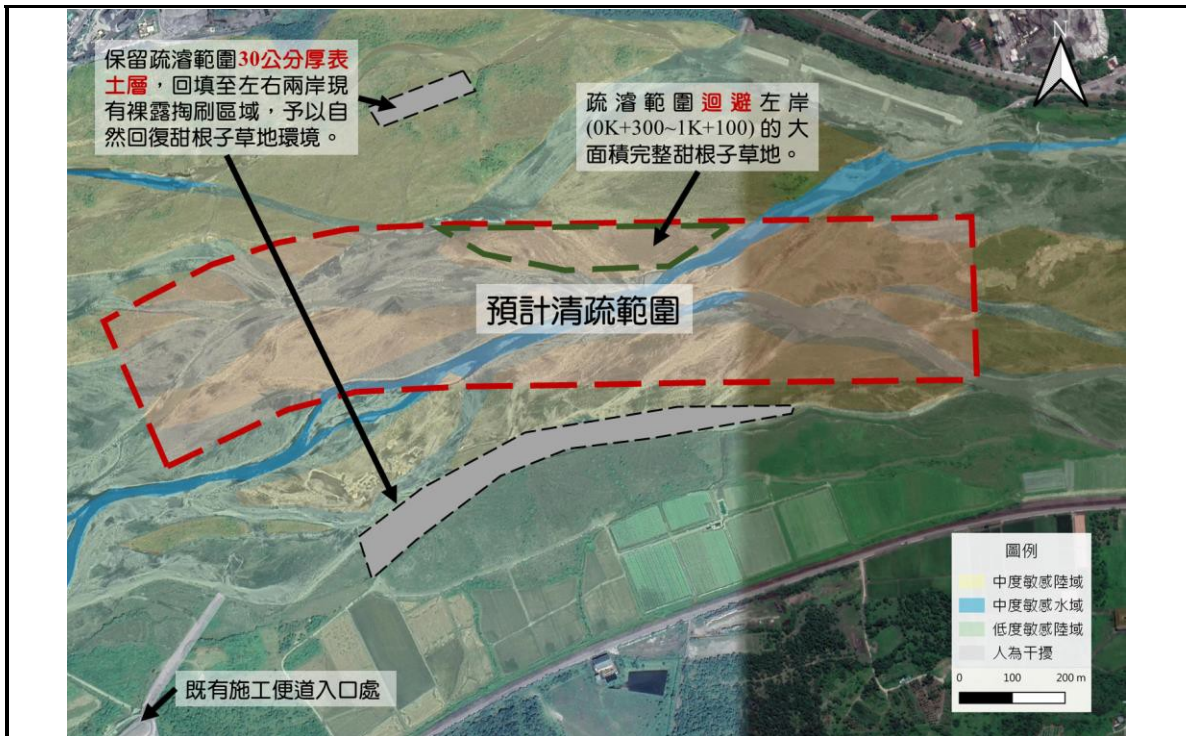 保留疏濬範圍30公分厚表
土層，回填至左右兩岸現
有裸露掏刷區域，予以自
然回復甜根子草地環境。
疏濬範圍迴避左岸
(0K+300~1K+100)的大
面積完整甜根子草地。
N
預計清疏範圍
圖例
中度敏感陸域
中度敏感水域
低度敏感陸域
人為干擾
0 100 200 m
既有施工便道入口處